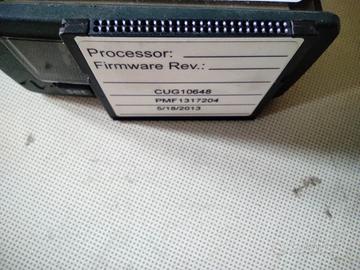 Processor:
Firmware Rev.:
CUG10648
PMF1317204
5/18/2013